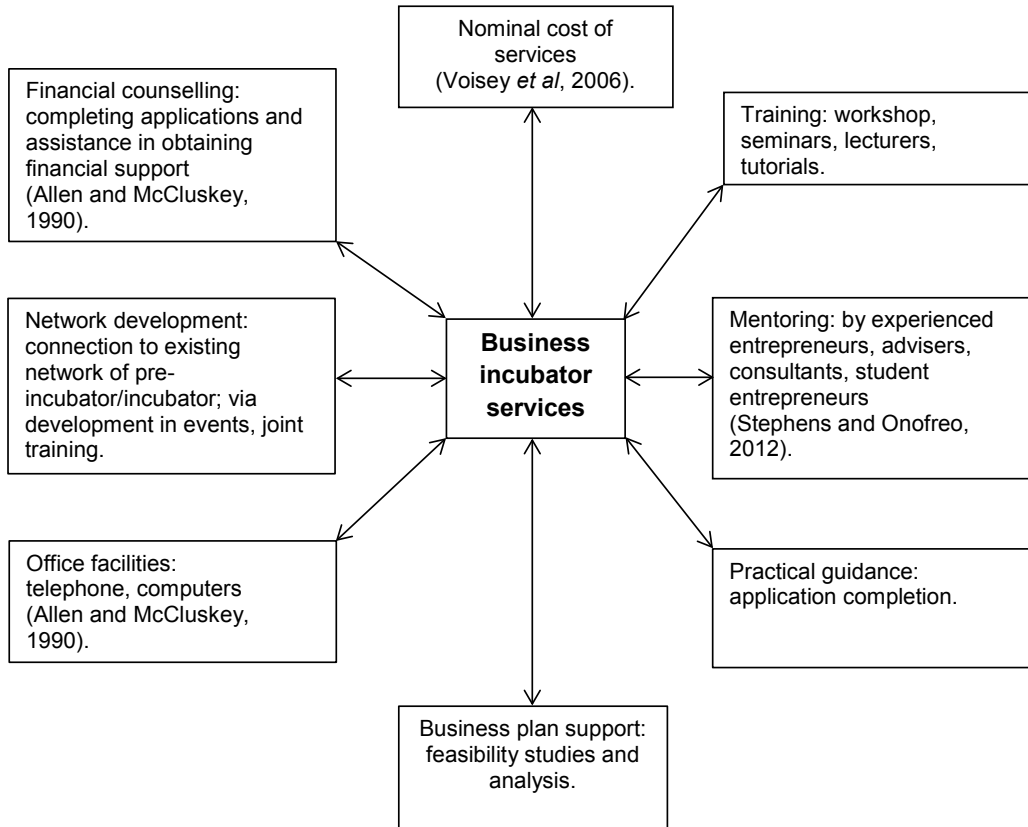 Nominal cost of
services
(Voisey et al, 2006).
Financial counselling:
completing applications and
assistance in obtaining
financial support
(Allen and McCluskey,
1990).
Training: workshop,
seminars, lecturers,
tutorials.
Network development:
connection to existing
network of pre-
incubator/incubator; via
development in events, joint
training.
Business
incubator
services
Mentoring: by experienced
entrepreneurs, advisers,
consultants, student
entrepreneurs
(Stephens and Onofreo,
2012).
Office facilities:
telephone, computers
(Allen and McCluskey,
1990).
Practical guidance:
application completion.
Business plan support:
feasibility studies and
analysis.